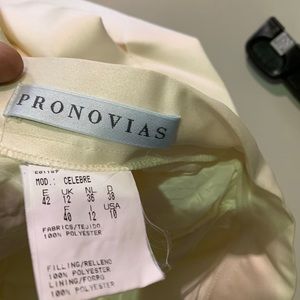 PRONOVIAS
MOD.: CELEBRE
E UK NL D
42 12 36 38
F I USA
40 12 10
FABRICS/TEJIDO
100% POLYESTER
FILLING/RELLENO
100% POLYESTER
LINING/FORRO
100% POLYESTER